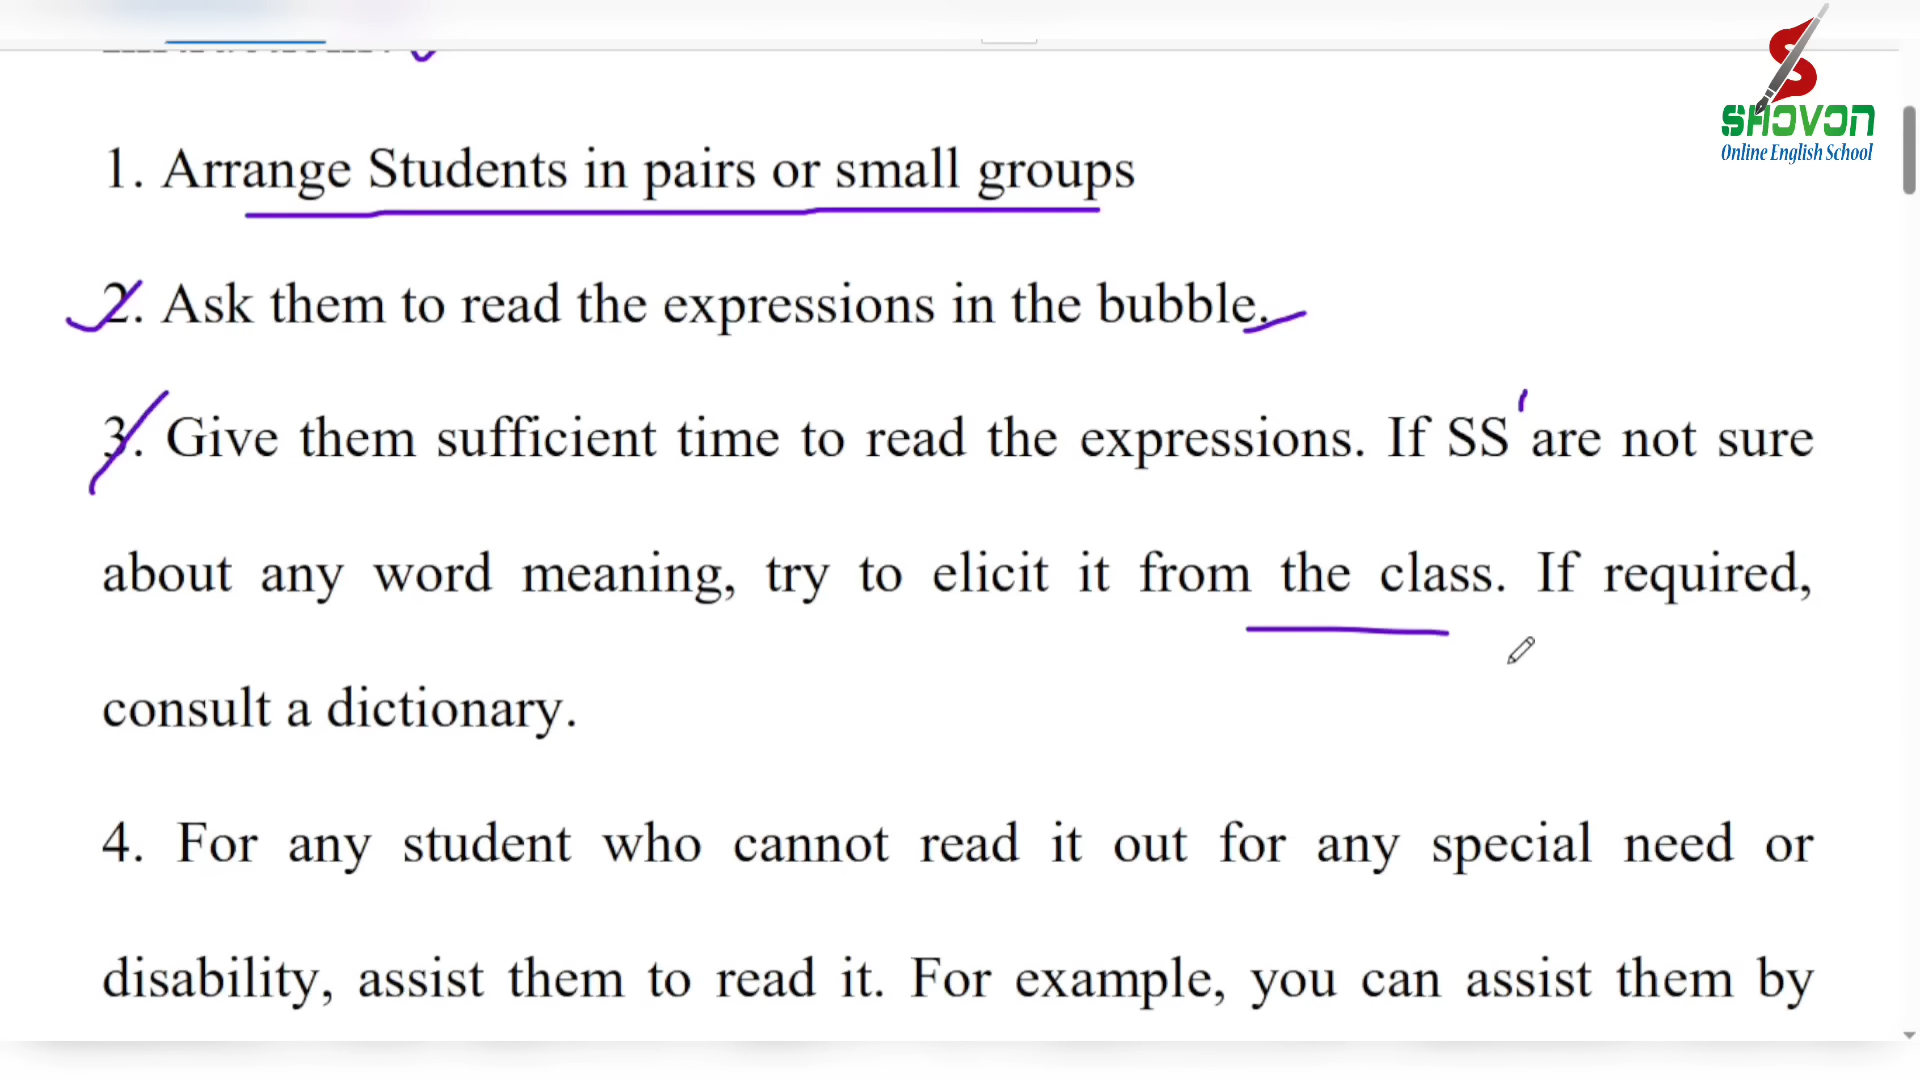 SHOVON
Online English School
1. Arrange Students in pairs or small groups
2. Ask them to read the expressions in the bubble.
3. Give them sufficient time to read the expressions. If SS are not sure
about any word meaning, try to elicit it from the class. If required,
consult a dictionary.
4. For any student who cannot read it out for any special need or
disability, assist them to read it. For example, you can assist them by